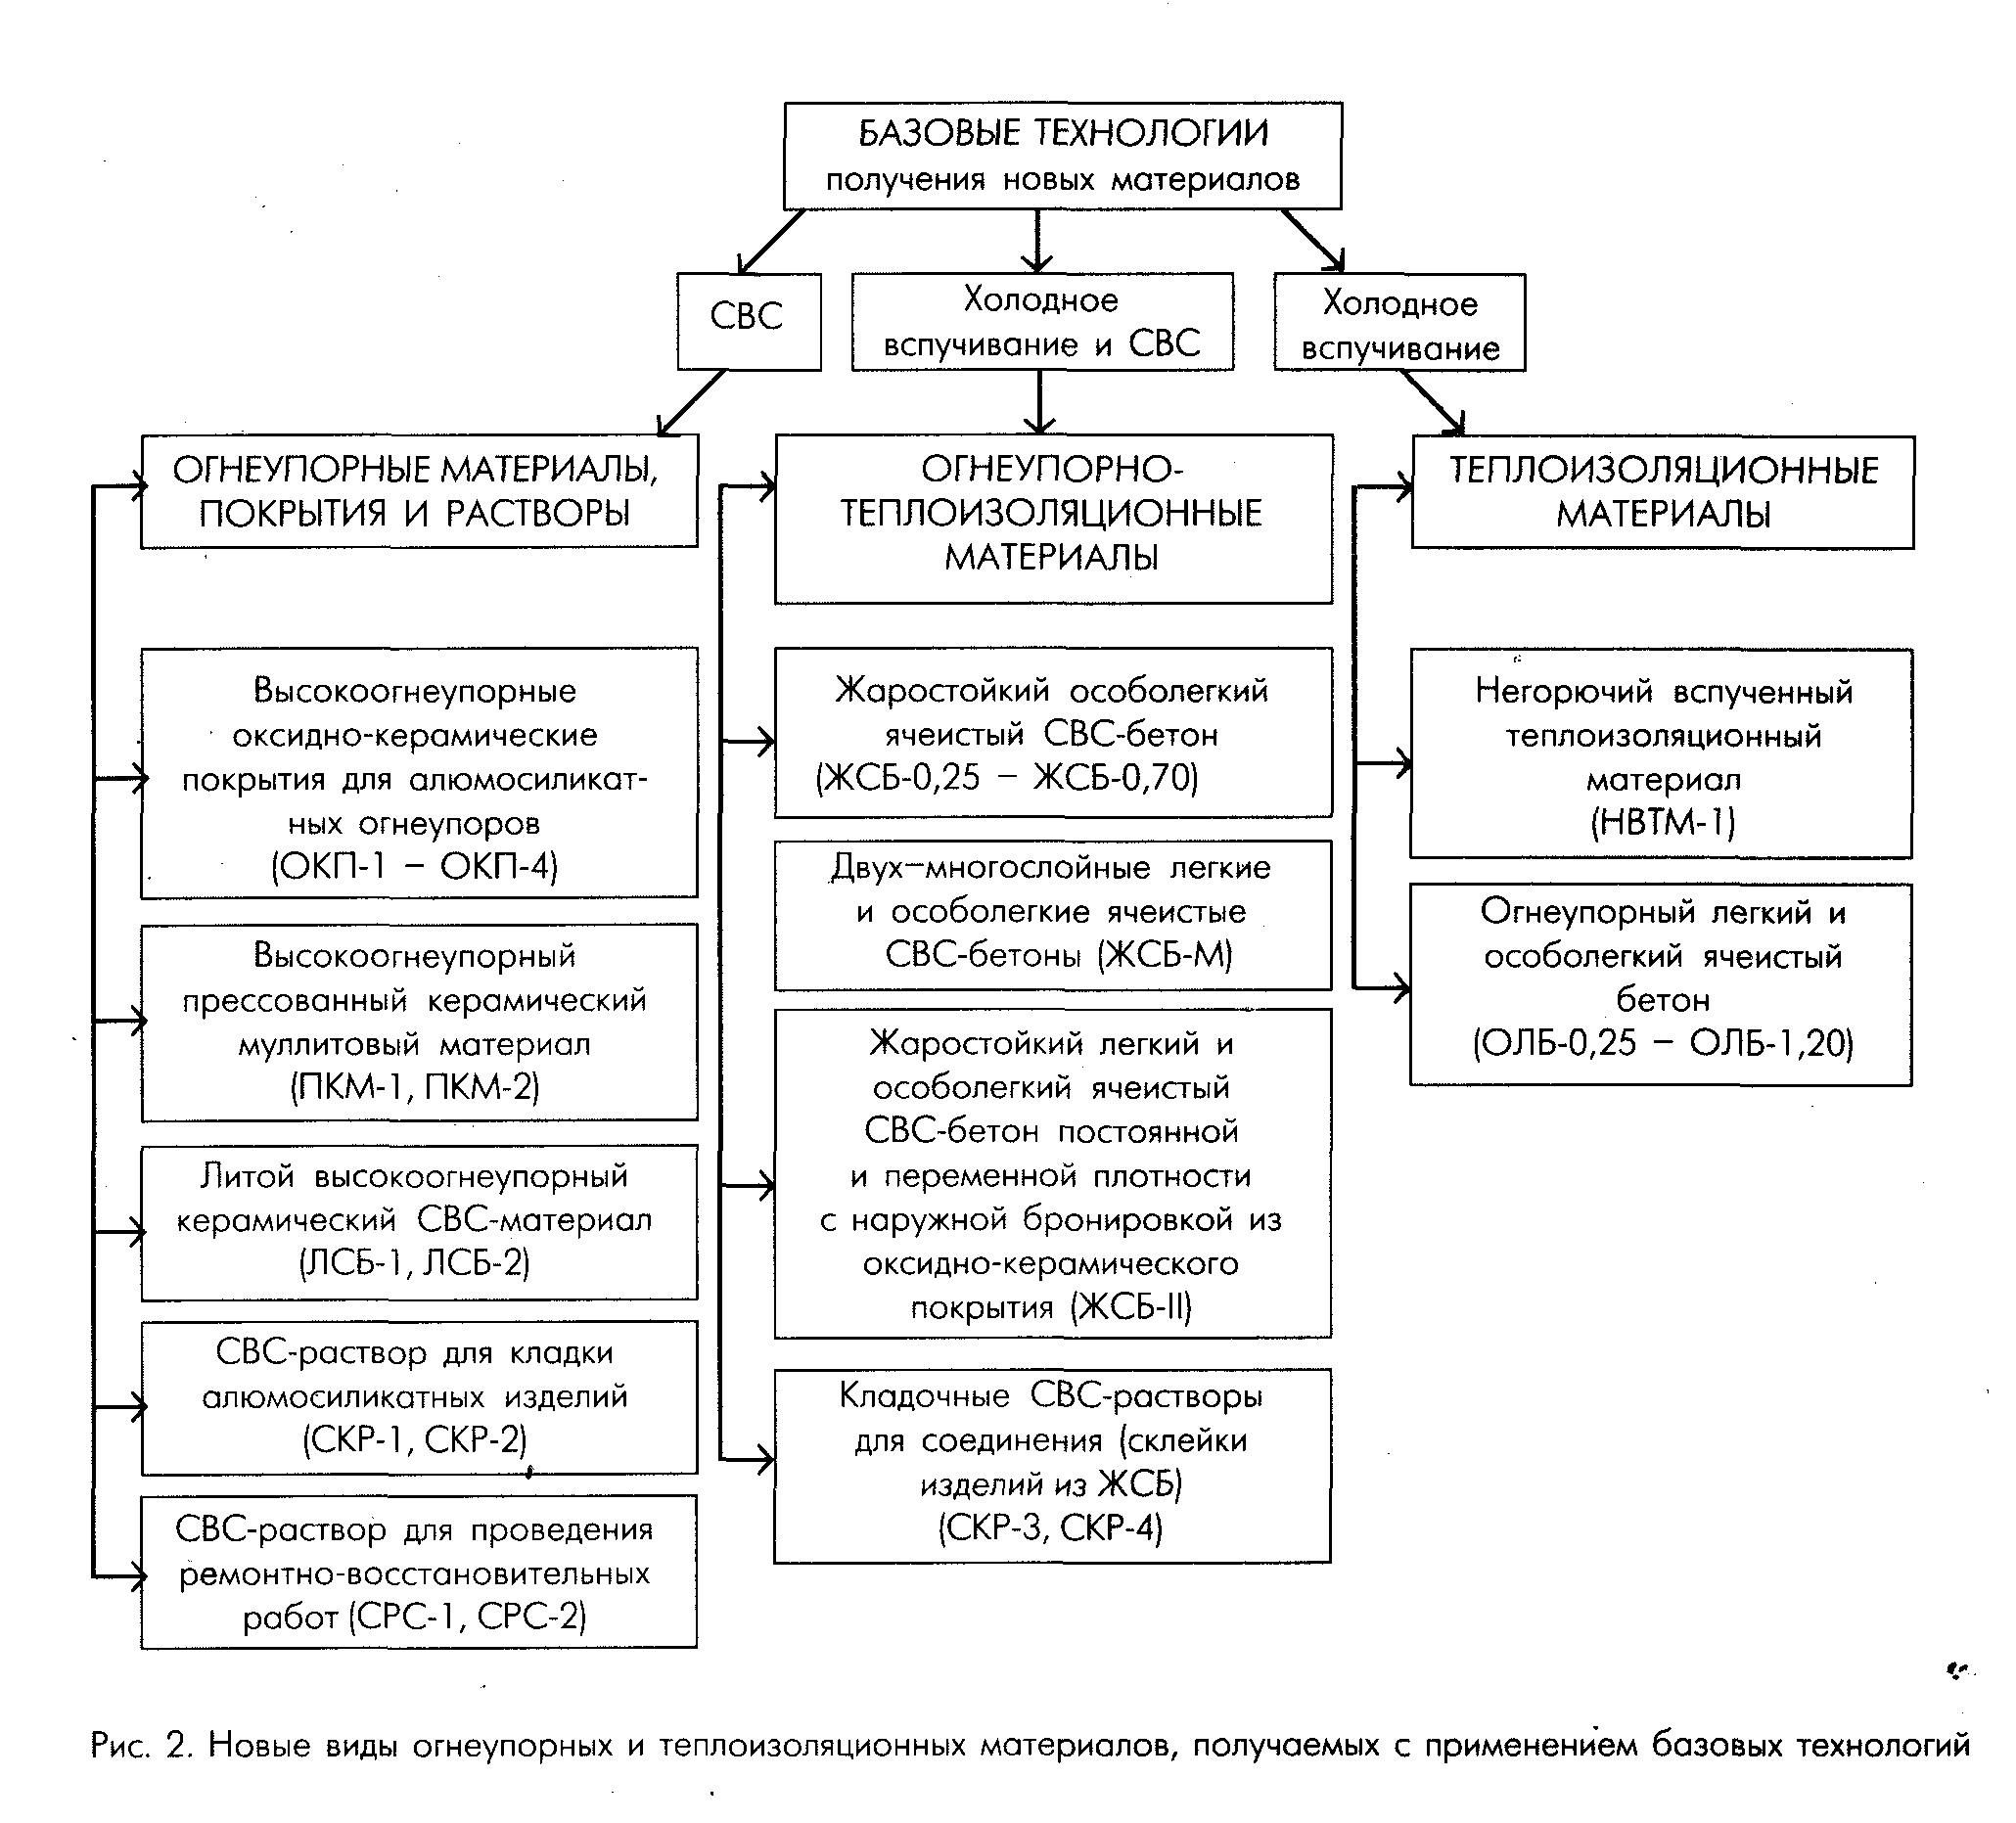 БАЗОВЫЕ ТЕХНОЛОГИИ
получения новых материалов
СВС
Холодное
вспучивание и СВС
Холодное
вспучивание
ОГНЕУПОРНЫЕ МАТЕРИАЛЫ,
ПОКРЫТИЯ И РАСТВОРЫ
Высокоогнеупорные
оксидно-керамические
покрытия для алюмосиликат-
ных огнеупоров
(ОКП-1 – ОКП-4)
Высокоогнеупорный
прессованный керамический
муллитовый материал
(ПКМ-1, ПКМ-2)
Литой высокоогнеупорный
керамический СВС-материал
(ЛСБ-1, ЛСБ-2)
СВС-раствор для кладки
алюмосиликатных изделий
(СКР-1, СКР-2)
СВС-раствор для проведения
ремонтно-восстановительных
работ (СРС-1, СРС-2)
ОГНЕУПОРНО-
ТЕПЛОИЗОЛЯЦИОННЫЕ
МАТЕРИАЛЫ
Жаростойкий особолегкий
ячеистый СВС-бетон
(ЖСБ-0,25 – ЖСБ-0,70)
Двух–многослойные легкие
и особолегкие ячеистые
СВС-бетоны (ЖСБ-М)
Жаростойкий легкий и
особолегкий ячеистый
СВС-бетон постоянной
и переменной плотности
с наружной бронировкой из
оксидно-керамического
покрытия (ЖСБ-II)
Кладочные СВС-растворы
для соединения (склейки
изделий из ЖСБ)
(СКР-3, СКР-4)
ТЕПЛОИЗОЛЯЦИОННЫЕ
МАТЕРИАЛЫ
Негорючий вспученный
теплоизоляционный
материал
(НВТМ-1)
Огнеупорный легкий и
особолегкий ячеистый
бетон
(ОЛБ-0,25 – ОЛБ-1,20)
Рис. 2. Новые виды огнеупорных и теплоизоляционных материалов, получаемых с применением базовых технологий